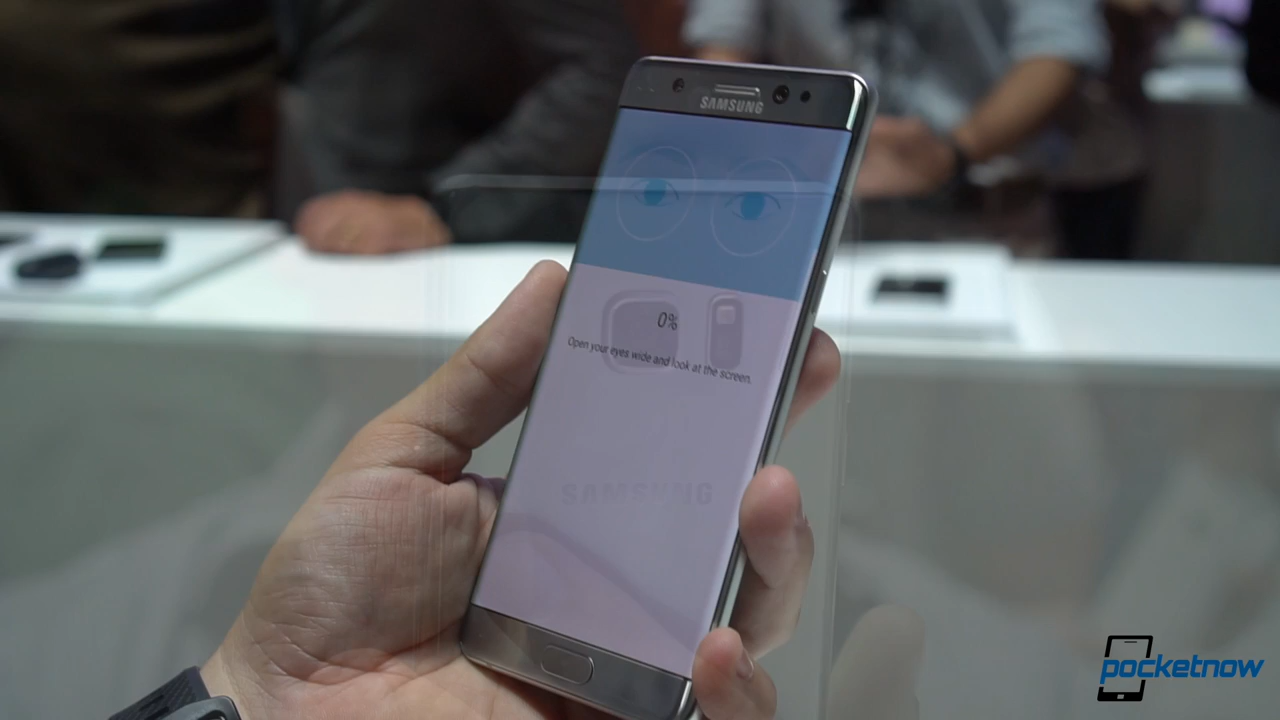 SAMSUNG
0%
Open your eyes wide and look at the screen.
SAMSUNG
pocketnow